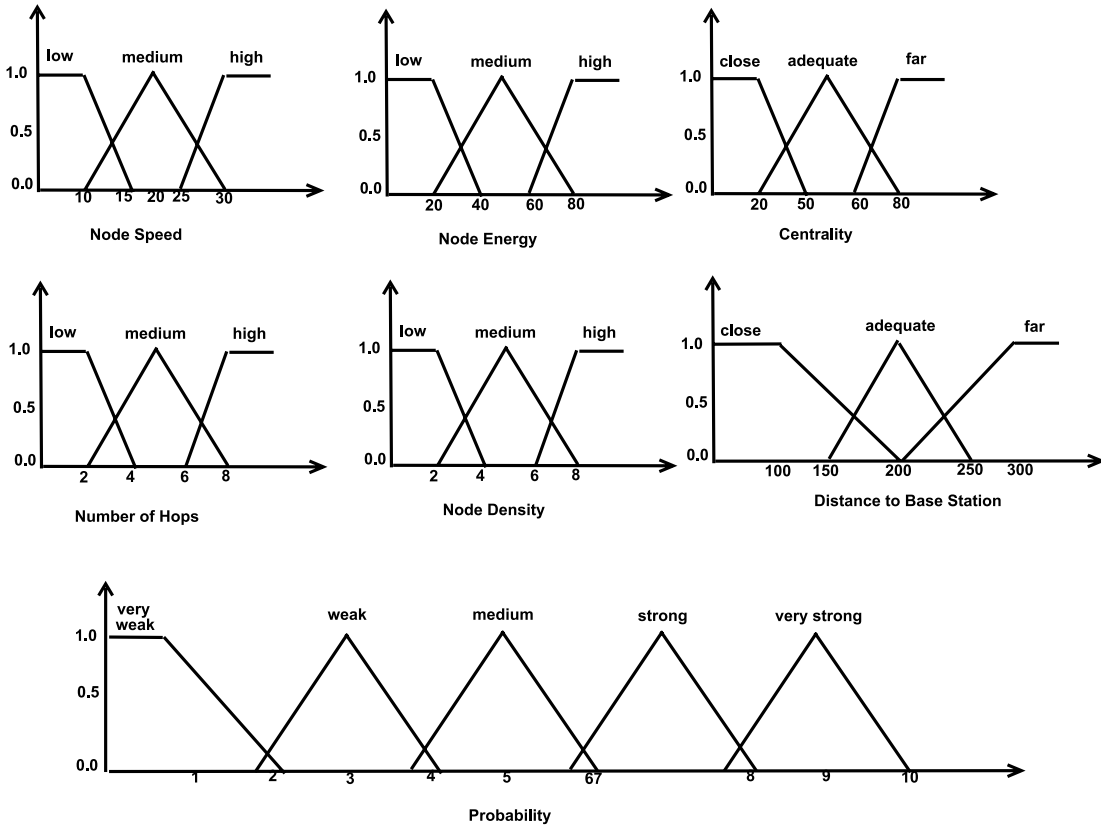 low medium high
1.0
0.5
0.0
10 15 20 25 30
Node Speed
low medium high
1.0
0.5
0.0
20 40 60 80
Node Energy
close adequate far
1.0
0.5
0.0
20 50 60 80
Centrality
low medium high
1.0
0.5
0.0
2 4 6 8
Number of Hops
low medium high
1.0
0.5
0.0
2 4 6 8
Node Density
close adequate far
1.0
0.5
0.0
100 150 200 250 300
Distance to Base Station
very
weak
weak medium strong very strong
1.0
0.5
0.0
1 2 3 4 5 67 8 9 10
Probability